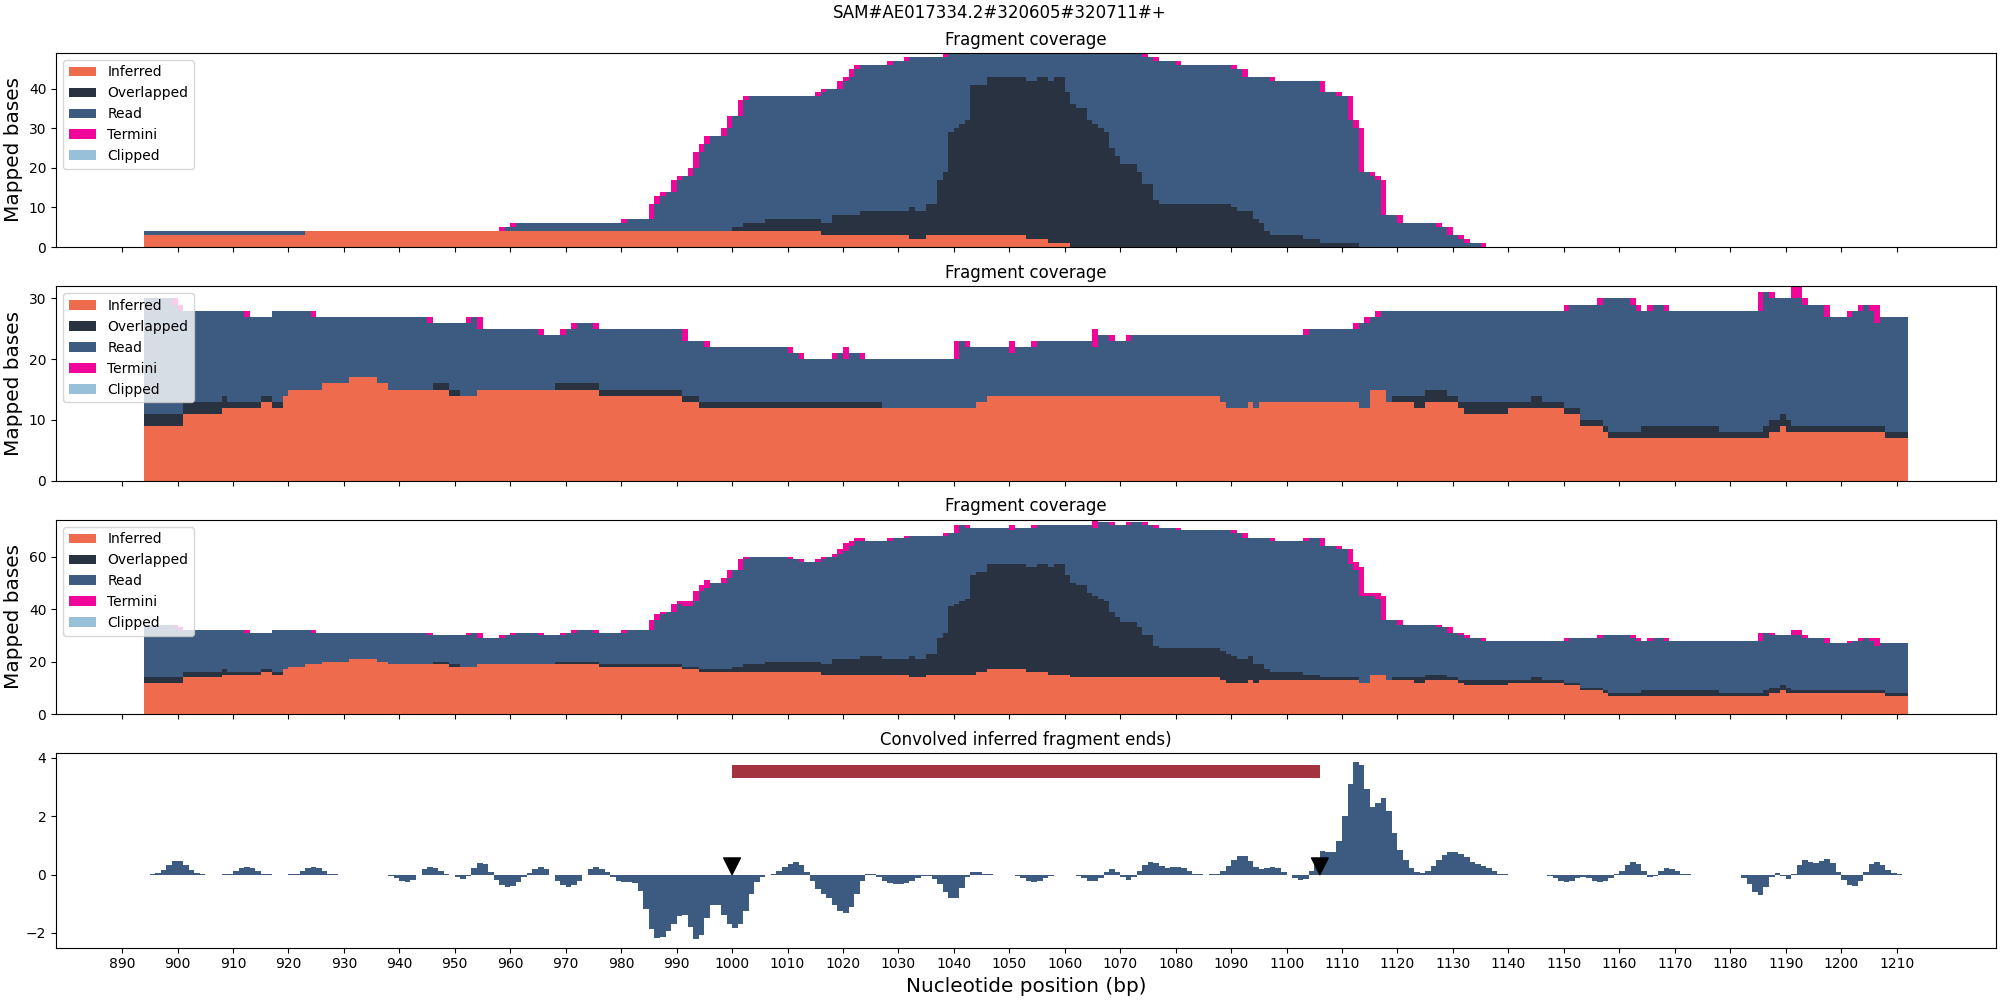 SAM#AE017334.2#320605#320711#+
Fragment coverage
Mapped bases
40
30
20
10
0
Inferred
Overlapped
Read
Termini
Clipped
Fragment coverage
Mapped bases
30
20
10
0
Inferred
Overlapped
Read
Termini
Clipped
Fragment coverage
Mapped bases
60
40
20
0
Inferred
Overlapped
Read
Termini
Clipped
Convolved inferred fragment ends)
4
2
0
−2
890 900 910 920 930 940 950 960 970 980 990 1000 1010 1020 1030 1040 1050 1060 1070 1080 1090 1100 1110 1120 1130 1140 1150 1160 1170 1180 1190 1200 1210
Nucleotide position (bp)